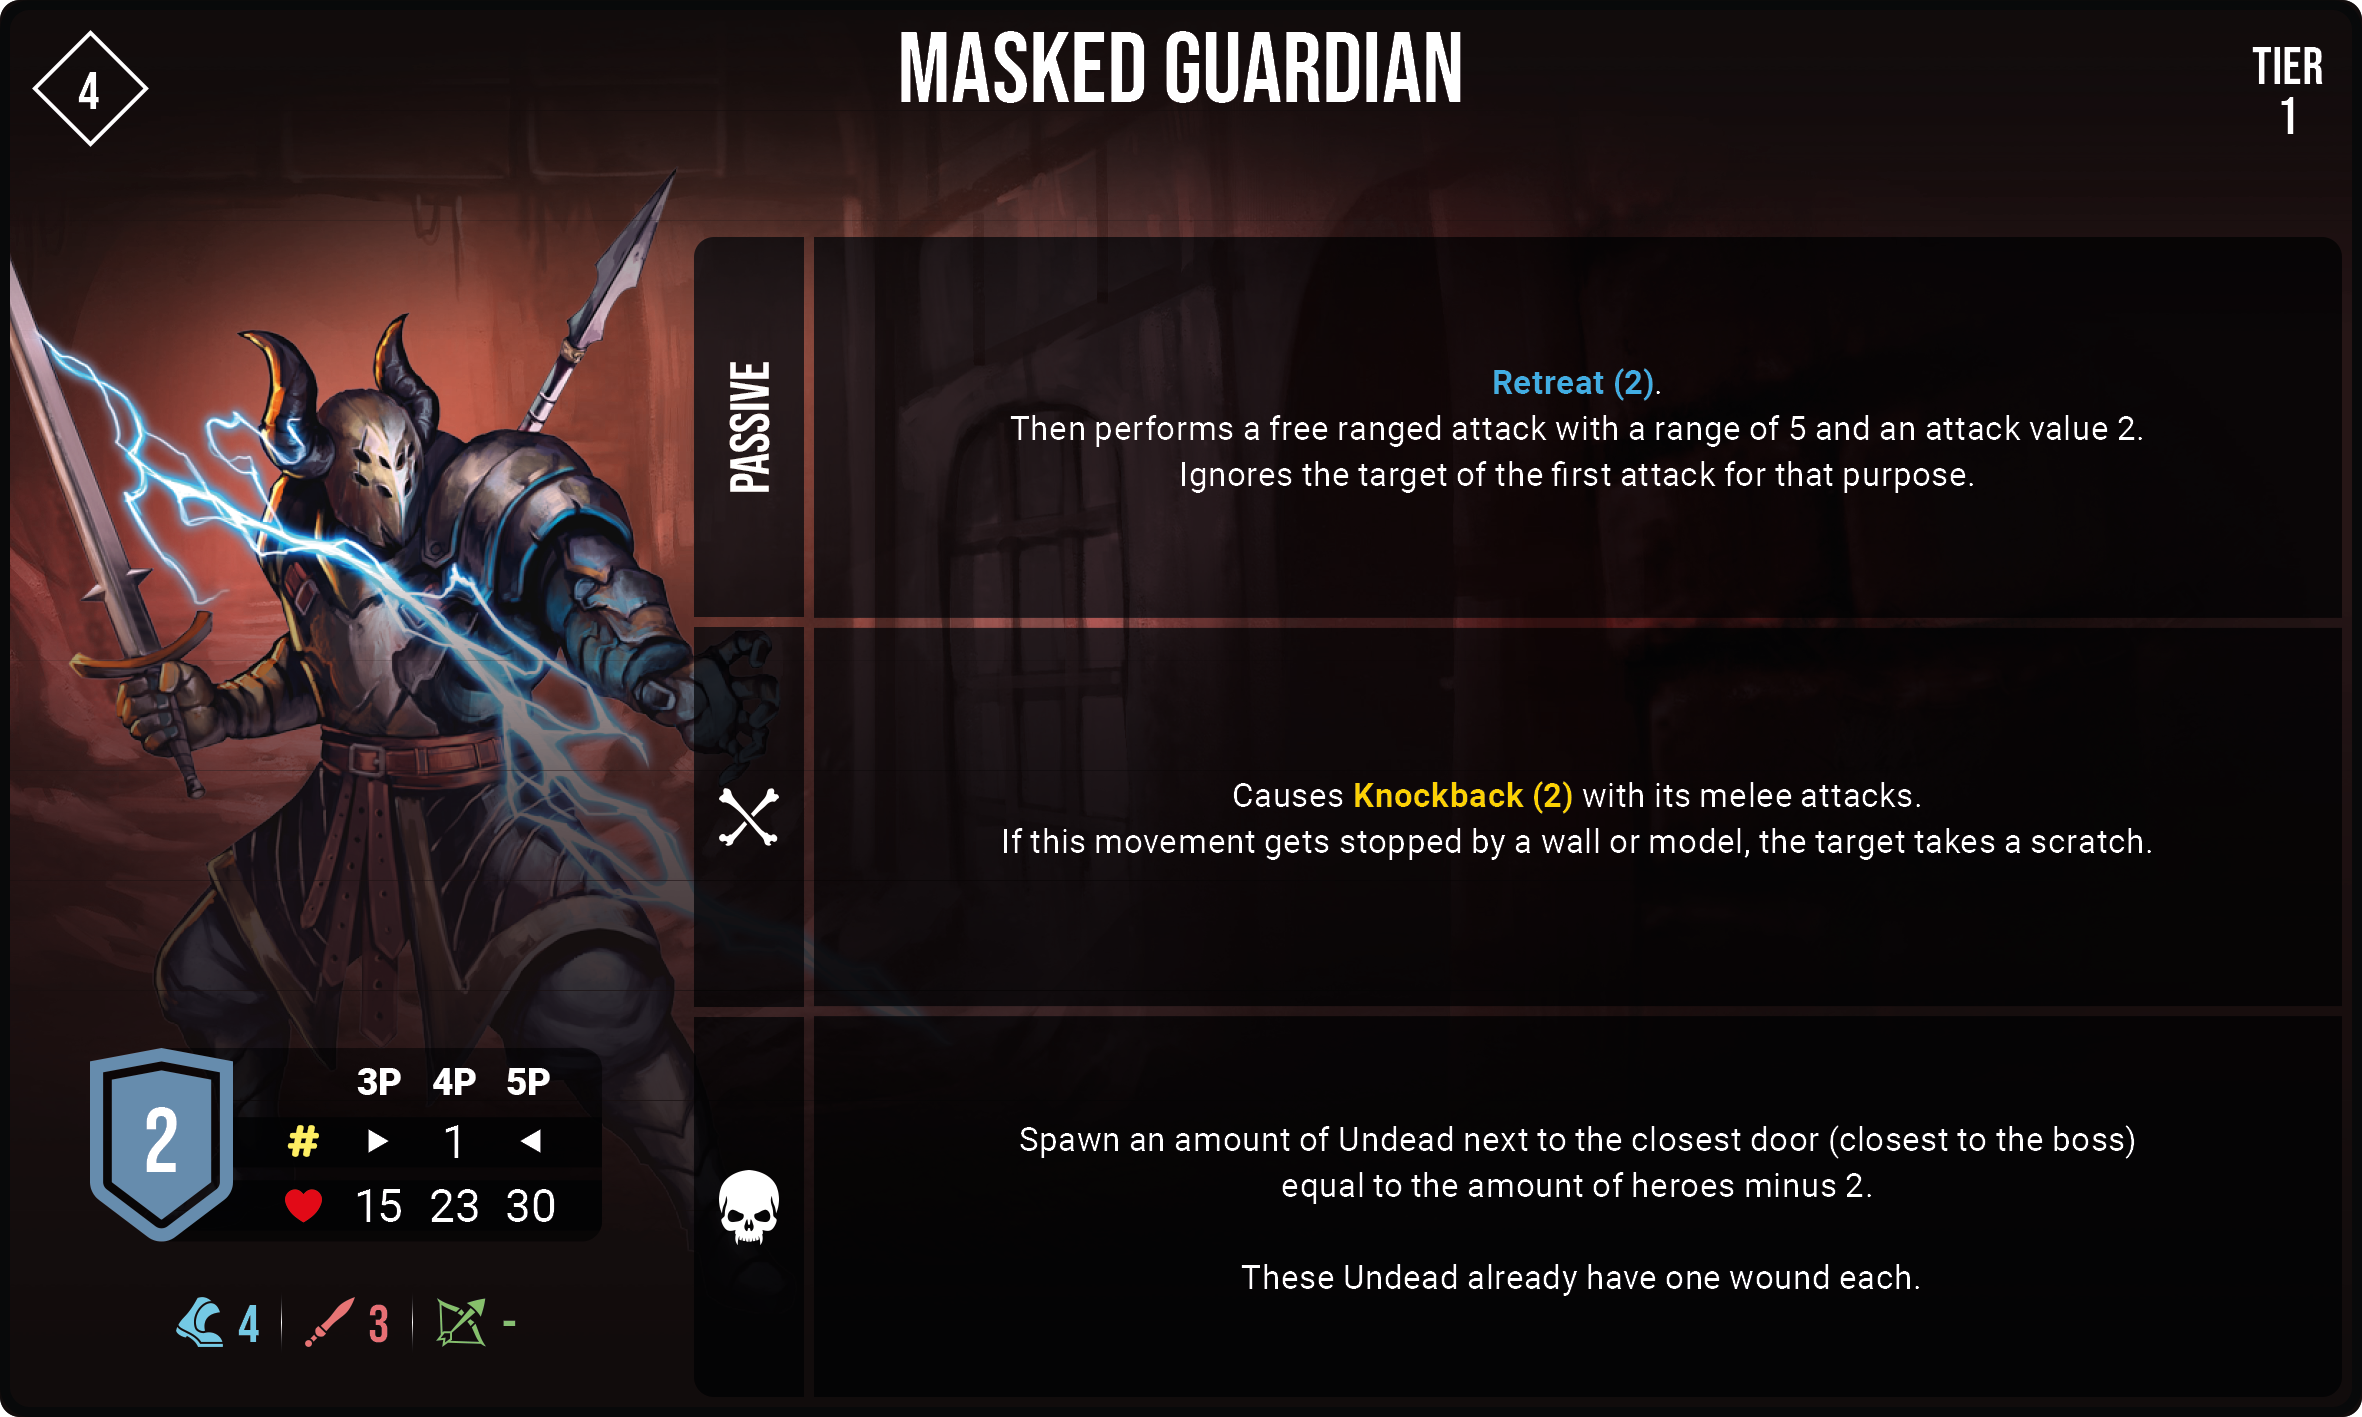 4
MASKED GUARDIAN
TIER
1
PASSIVE
Retreat (2).
Then performs a free ranged attack with a range of 5 and an attack value 2.
Ignores the target of the first attack for that purpose.
Causes Knockback (2) with its melee attacks.
If this movement gets stopped by a wall or model, the target takes a scratch.
Spawn an amount of Undead next to the closest door (closest to the boss)
equal to the amount of heroes minus 2.
These Undead already have one wound each.
2
3P 4P 5P
# ▶ 1 ◀
15 23 30
4 3 -